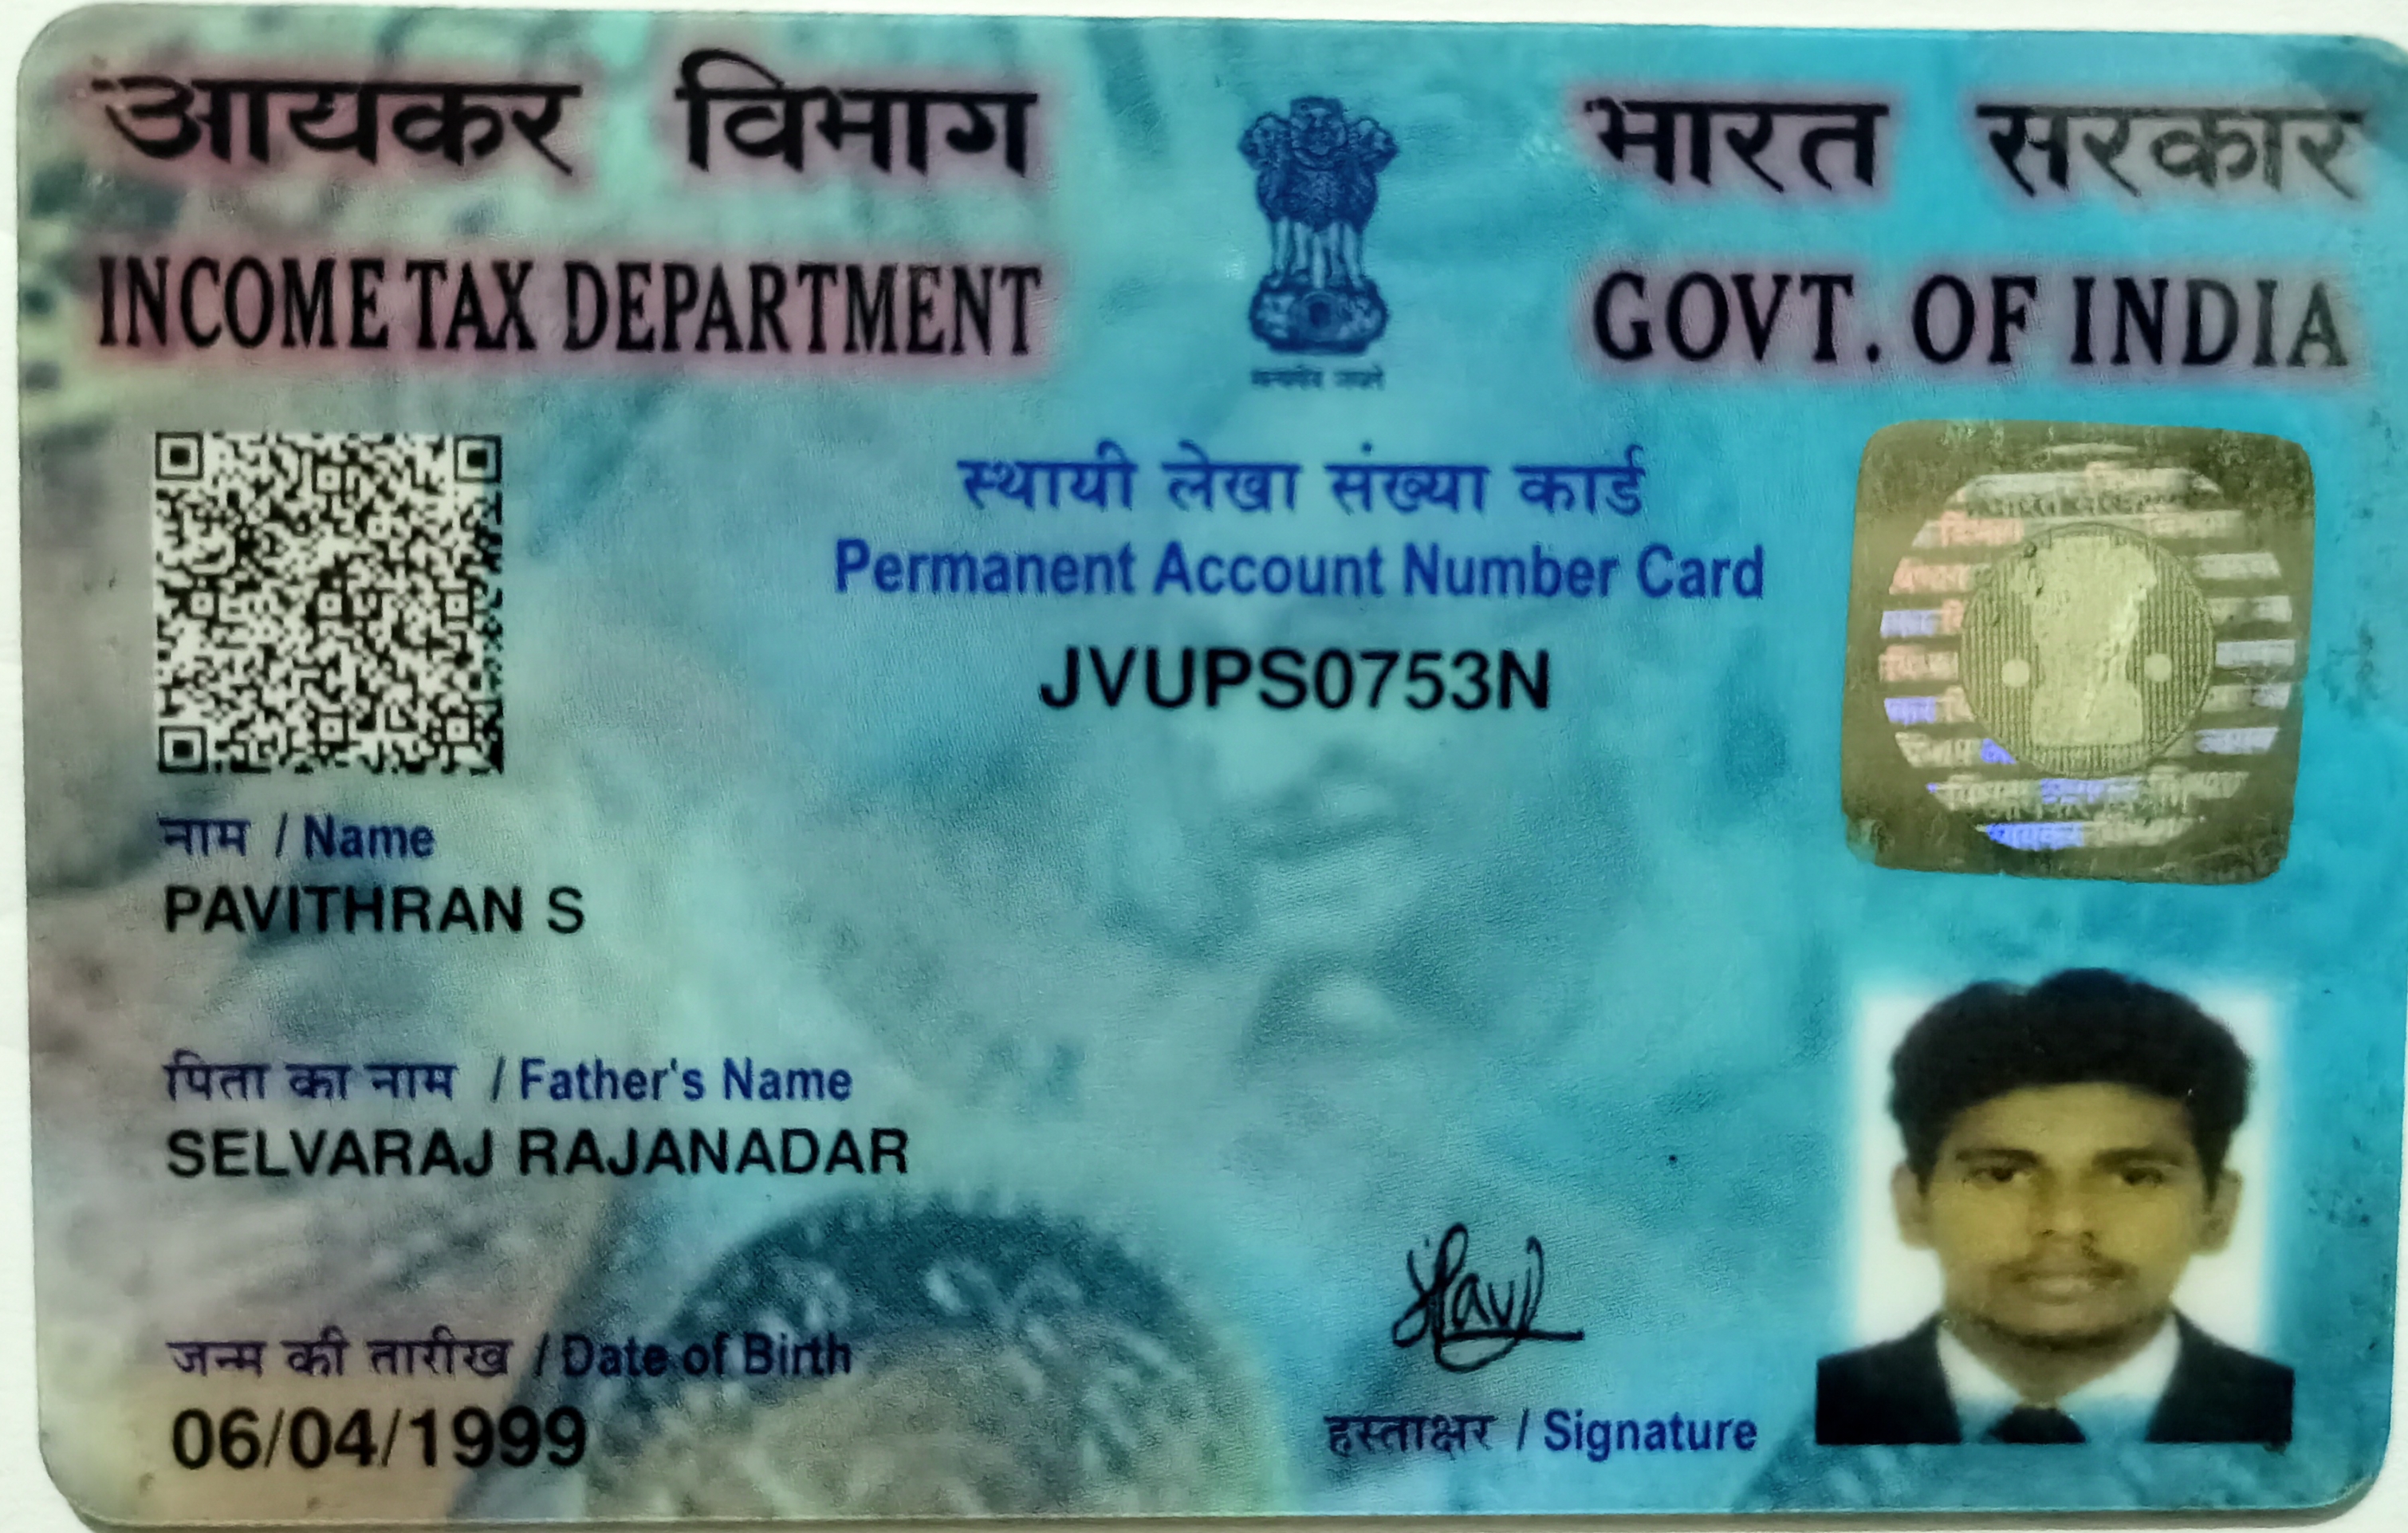 आयकर विभाग
INCOME TAX DEPARTMENT
भारत सरकार
GOVT. OF INDIA
सत्यमेव जयते
स्थायी लेखा संख्या कार्ड
Permanent Account Number Card
JVUPS0753N
नाम / Name
PAVITHRAN S
पिता का नाम / Father's Name
SELVARAJ RAJANADAR
जन्म की तारीख / Date of Birth
06/04/1999
हस्ताक्षर / Signature